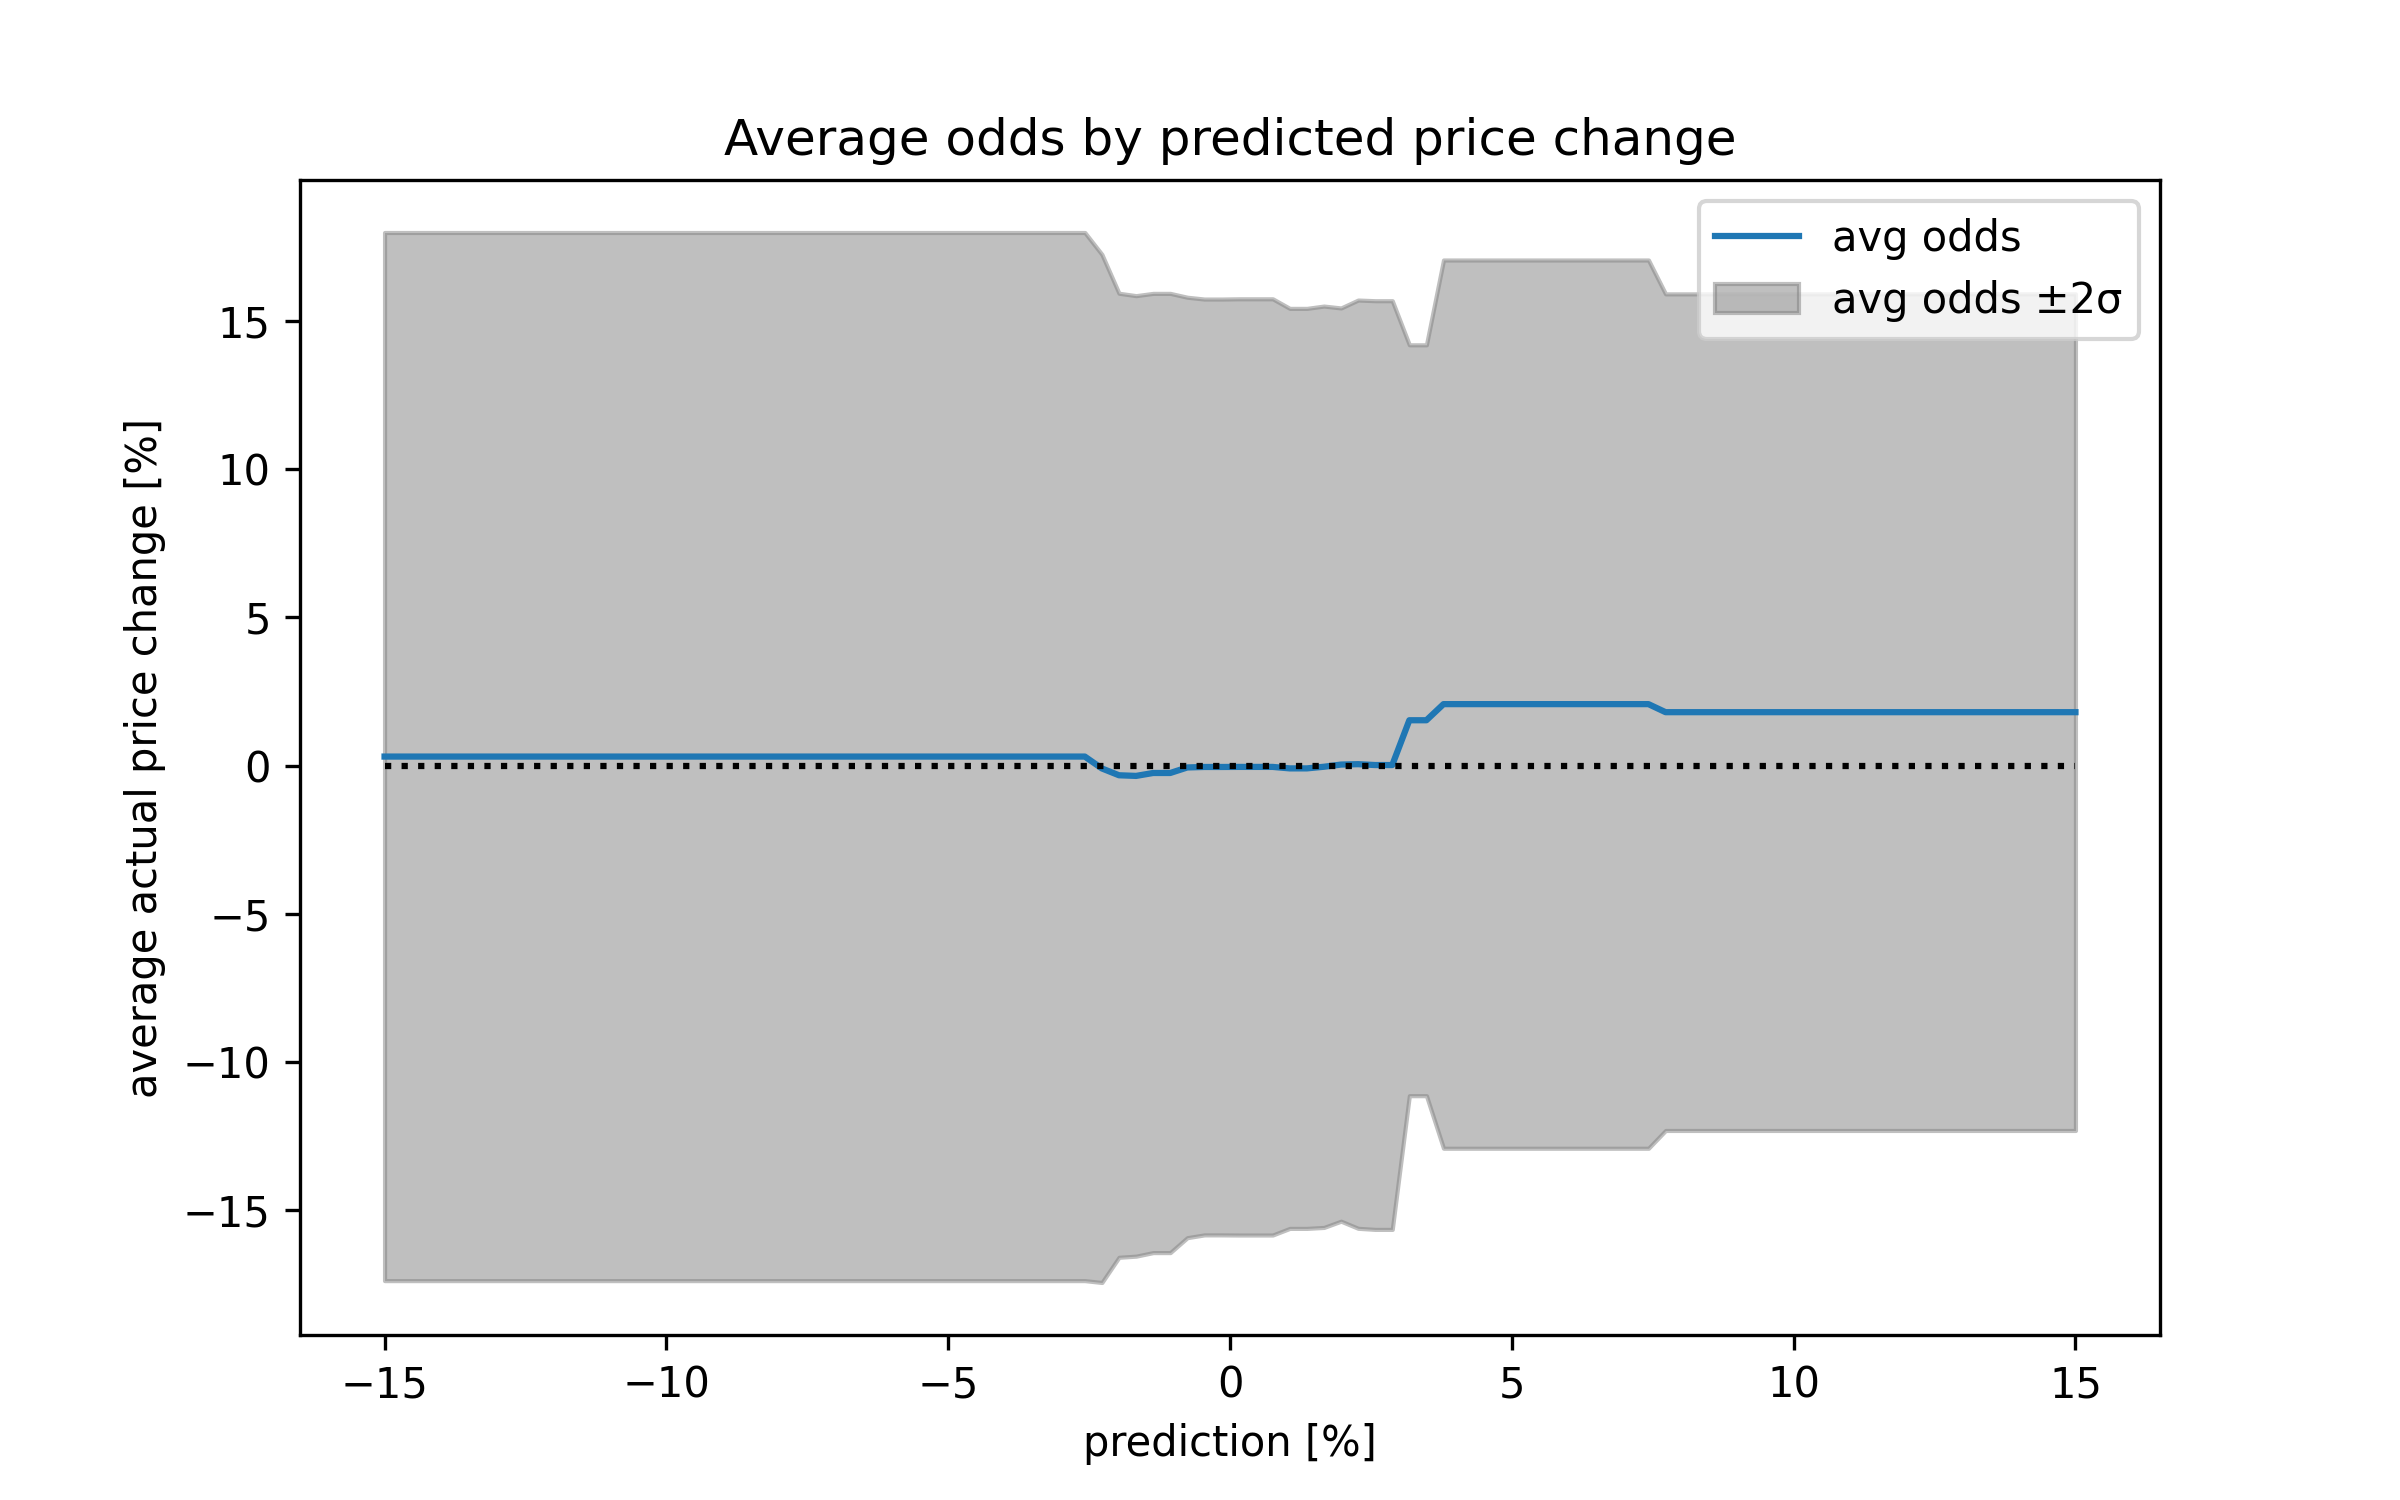 Average odds by predicted price change
avg odds
avg odds ±2σ
average actual price change [%]
15
10
5
0
−5
−10
−15
−15
−10
−5
0
5
10
15
prediction [%]